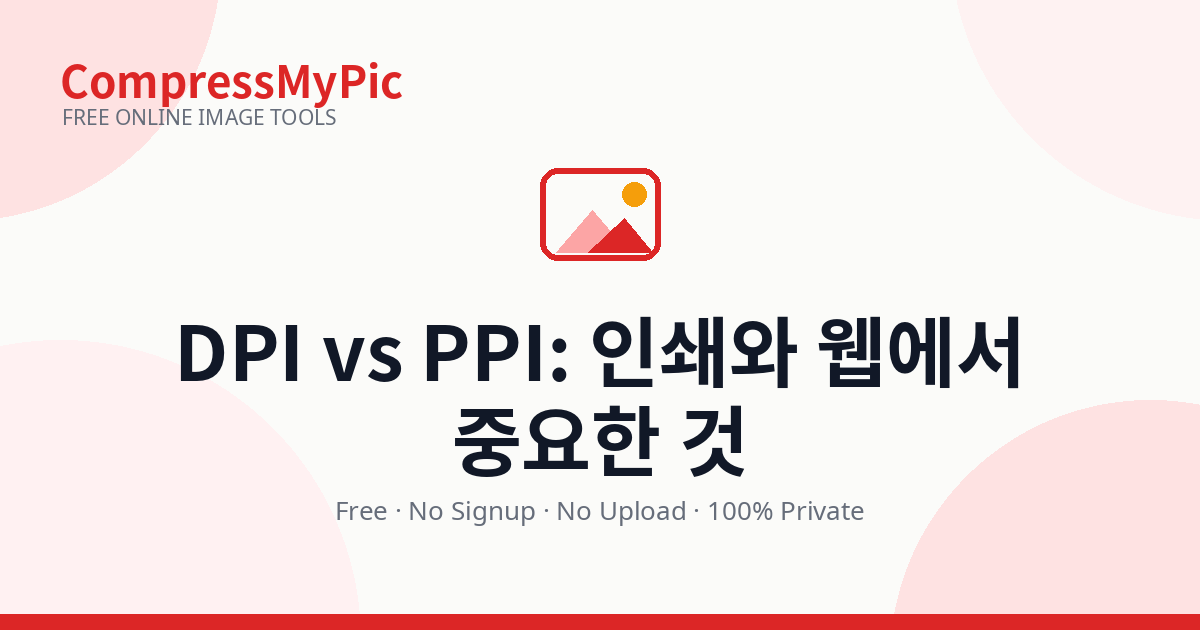 CompressMyPic
FREE ONLINE IMAGE TOOLS
DPI vs PPI: 인쇄와 웹에서
중요한 것
Free · No Signup · No Upload · 100% Private